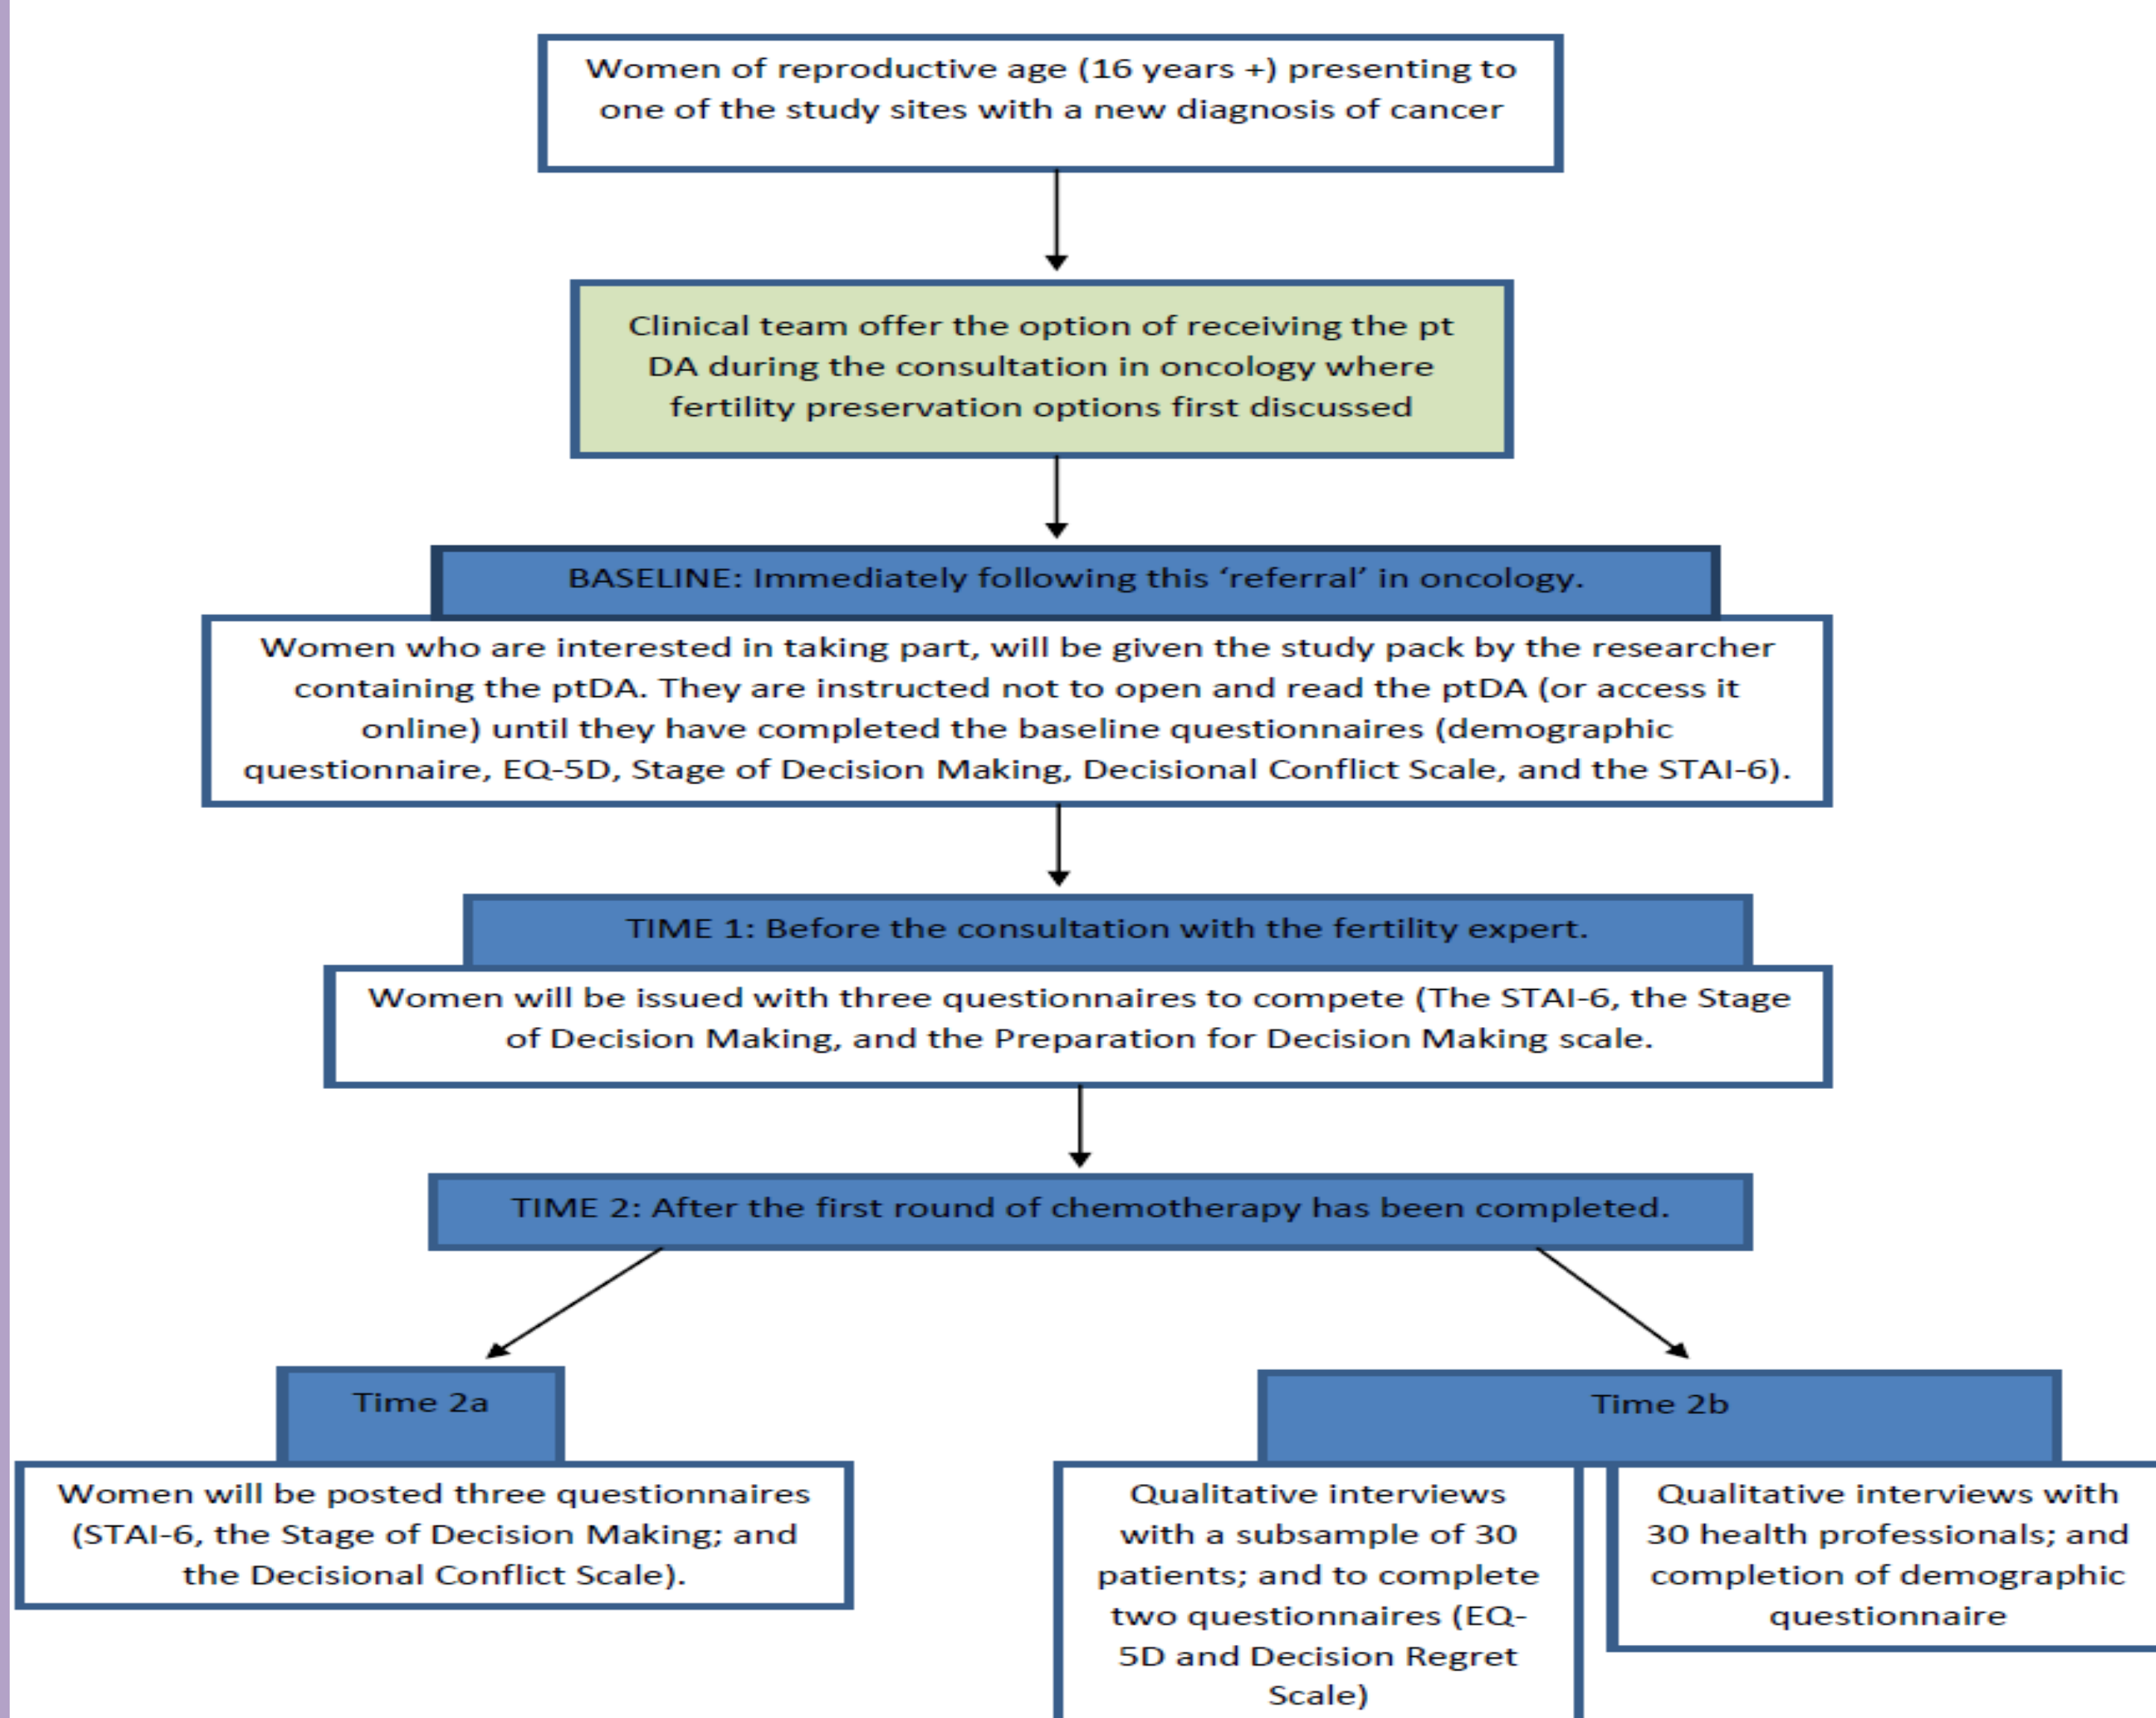 Women of reproductive age (16 years +) presenting to
one of the study sites with a new diagnosis of cancer
Clinical team offer the option of receiving the pt
DA during the consultation in oncology where
fertility preservation options first discussed
BASELINE: Immediately following this ‘referral’ in oncology.
Women who are interested in taking part, will be given the study pack by the researcher
containing the ptDA. They are instructed not to open and read the ptDA (or access it
online) until they have completed the baseline questionnaires (demographic
questionnaire, EQ-5D, Stage of Decision Making, Decisional Conflict Scale, and the STAI-6).
TIME 1: Before the consultation with the fertility expert.
Women will be issued with three questionnaires to compete (The STAI-6, the Stage
of Decision Making, and the Preparation for Decision Making scale.
TIME 2: After the first round of chemotherapy has been completed.
Time 2a
Women will be posted three questionnaires
(STAI-6, the Stage of Decision Making; and
the Decisional Conflict Scale).
Time 2b
Qualitative interviews
with a subsample of 30
patients; and to complete
two questionnaires (EQ-
5D and Decision Regret
Scale)
Qualitative interviews with
30 health professionals; and
completion of demographic
questionnaire